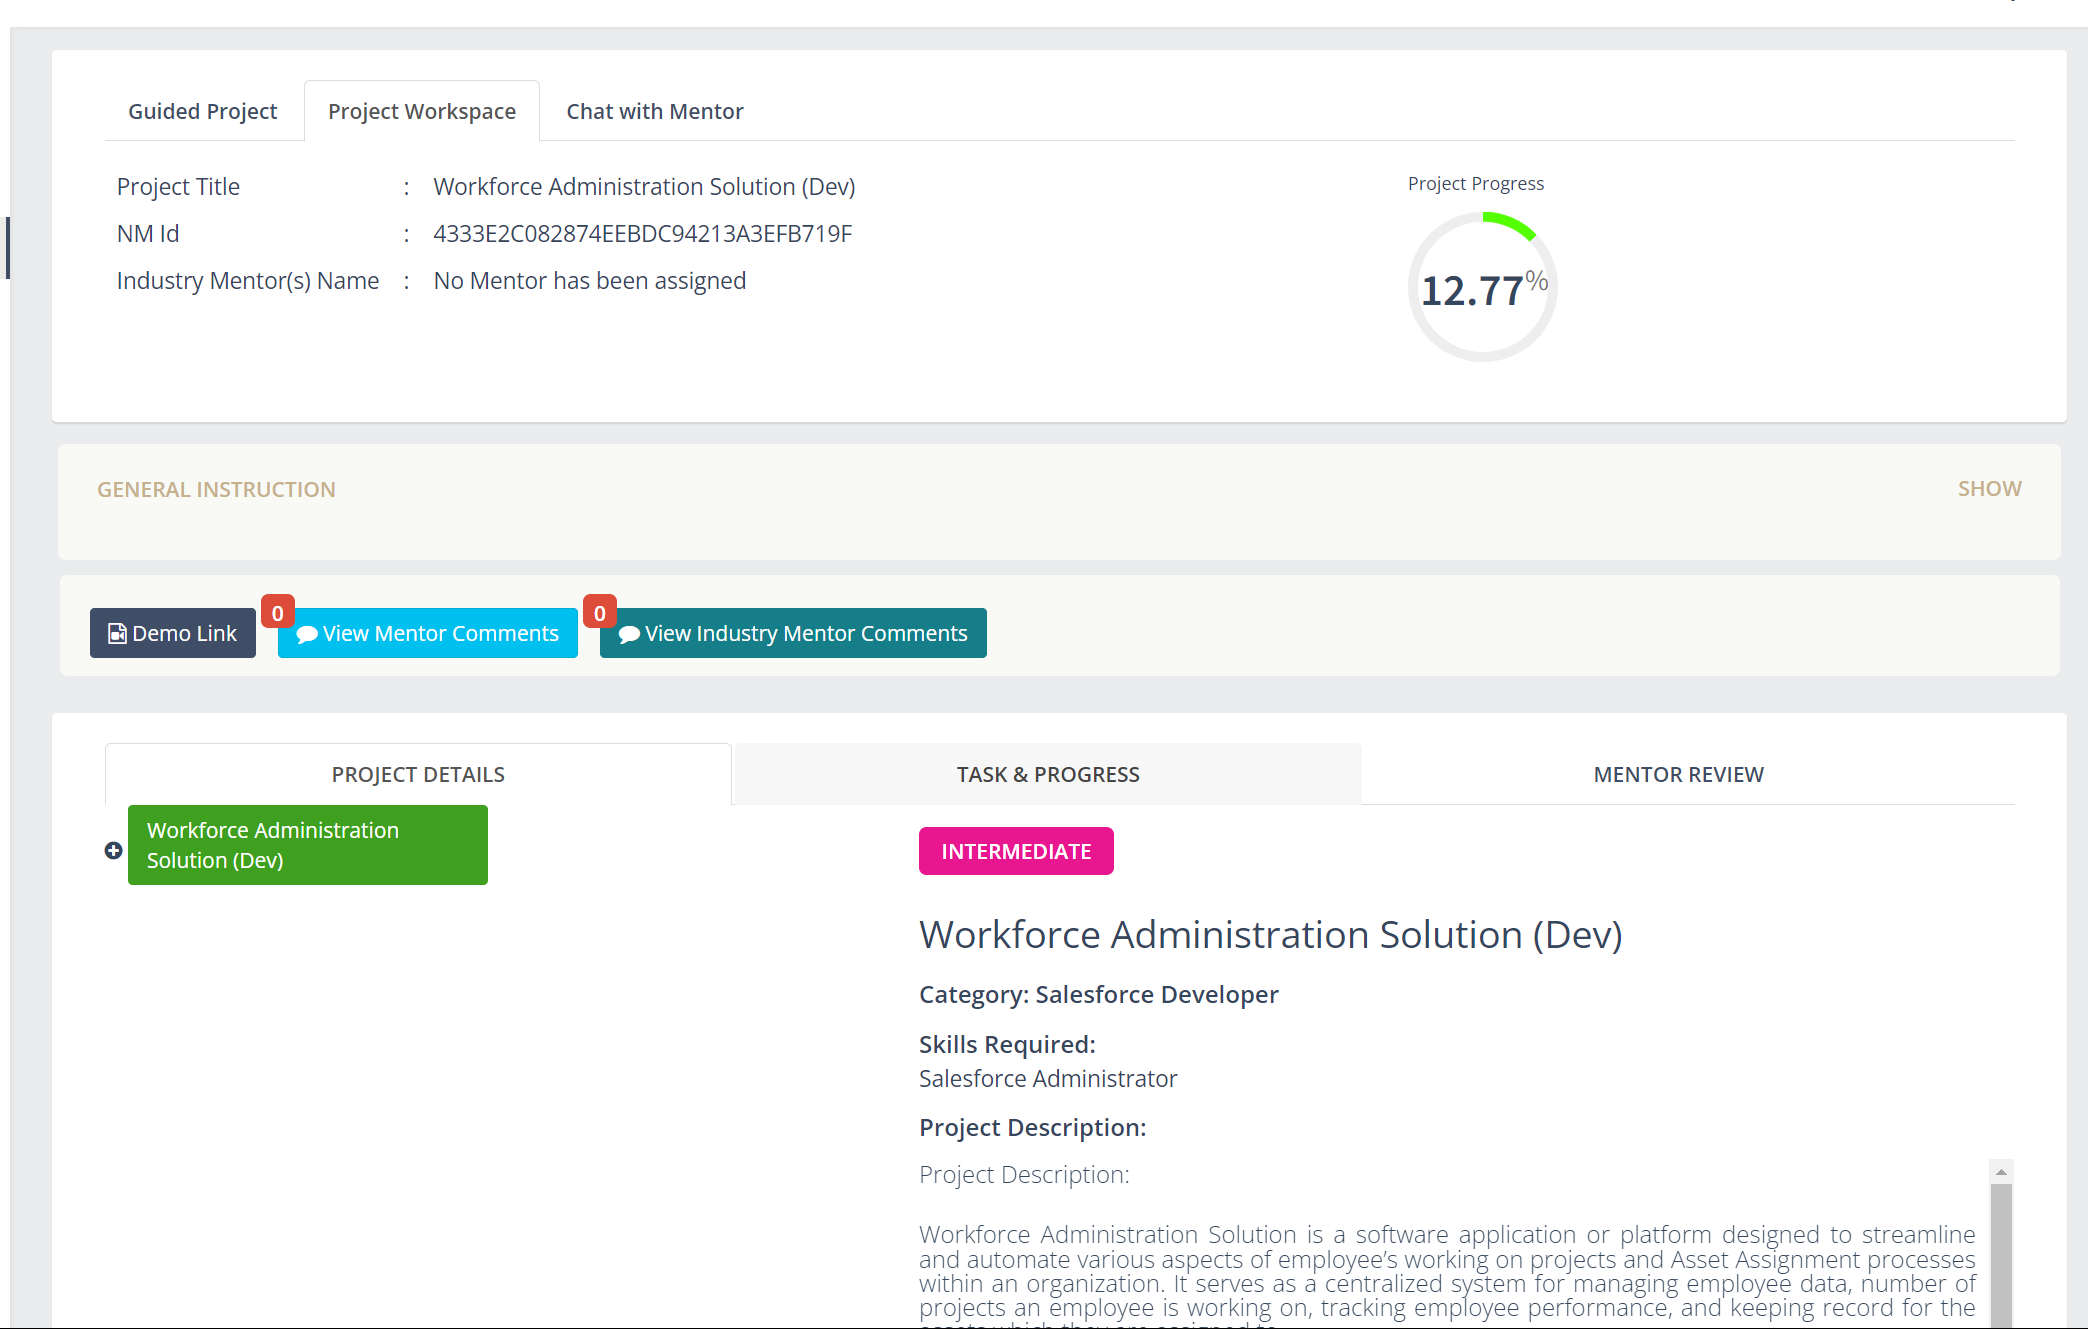 Guided Project
Project Workspace
Chat with Mentor
Project Title : Workforce Administration Solution (Dev)
NM Id : 4333E2C082874EEBDC94213A3EFB719F
Industry Mentor(s) Name : No Mentor has been assigned
Project Progress
12.77%
GENERAL INSTRUCTION
SHOW
Demo Link
0
View Mentor Comments
0
View Industry Mentor Comments
PROJECT DETAILS
TASK & PROGRESS
MENTOR REVIEW
Workforce Administration
Solution (Dev)
INTERMEDIATE
Workforce Administration Solution (Dev)
Category: Salesforce Developer
Skills Required:
Salesforce Administrator
Project Description:
Project Description:
Workforce Administration Solution is a software application or platform designed to streamline
and automate various aspects of employee’s working on projects and Asset Assignment processes
within an organization. It serves as a centralized system for managing employee data, number of
projects an employee is working on, tracking employee performance, and keeping record for the